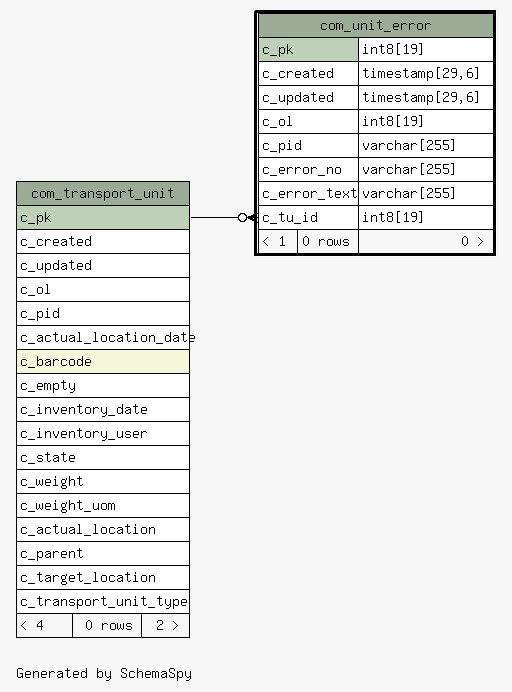 com_unit_error
c_pk int8[19]
c_created timestamp[29,6]
c_updated timestamp[29,6]
c_ol int8[19]
c_pid varchar[255]
c_error_no varchar[255]
c_error_text varchar[255]
c_tu_id int8[19]
< 1 0 rows 0 >
com_transport_unit
c_pk
c_created
c_updated
c_ol
c_pid
c_actual_location_date
c_barcode
c_empty
c_inventory_date
c_inventory_user
c_state
c_weight
c_weight_uom
c_actual_location
c_parent
c_target_location
c_transport_unit_type
< 4 0 rows 2 >
Generated by SchemaSpy